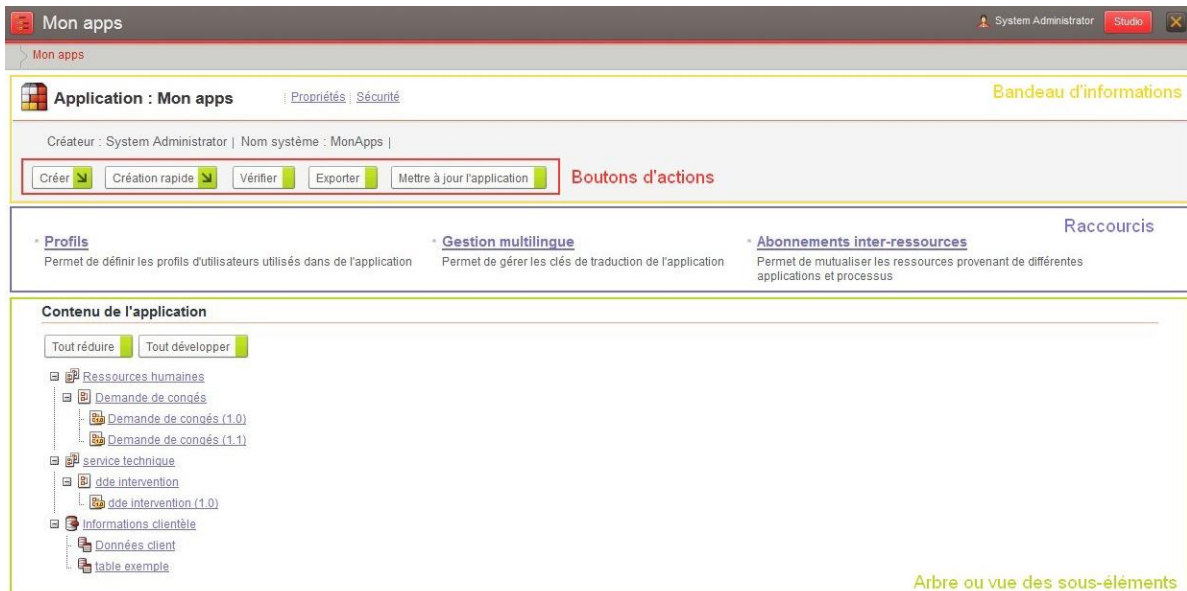 Mon apps
System Administrator
Studio
Mon apps
Application : Mon apps
Propriétés
Sécurité
Bandeau d'informations
Créateur : System Administrator | Nom système : MonApps |
Créer
Création rapide
Vérifier
Exporter
Mettre à jour l'application
Boutons d'actions
Raccourcis
Profils
Permet de définir les profils d'utilisateurs utilisés dans de l'application
Gestion multilingue
Permet de gérer les clés de traduction de l'application
Abonnements inter-ressources
Permet de mutualiser les ressources provenant de différentes
applications et processus
Contenu de l'application
Tout réduire
Tout développer
Ressources humaines
Demande de congés
Demande de congés (1.0)
Demande de congés (1.1)
service technique
dde intervention
dde intervention (1.0)
Informations clientèle
Données client
table exemple
Arbre ou vue des sous-éléments